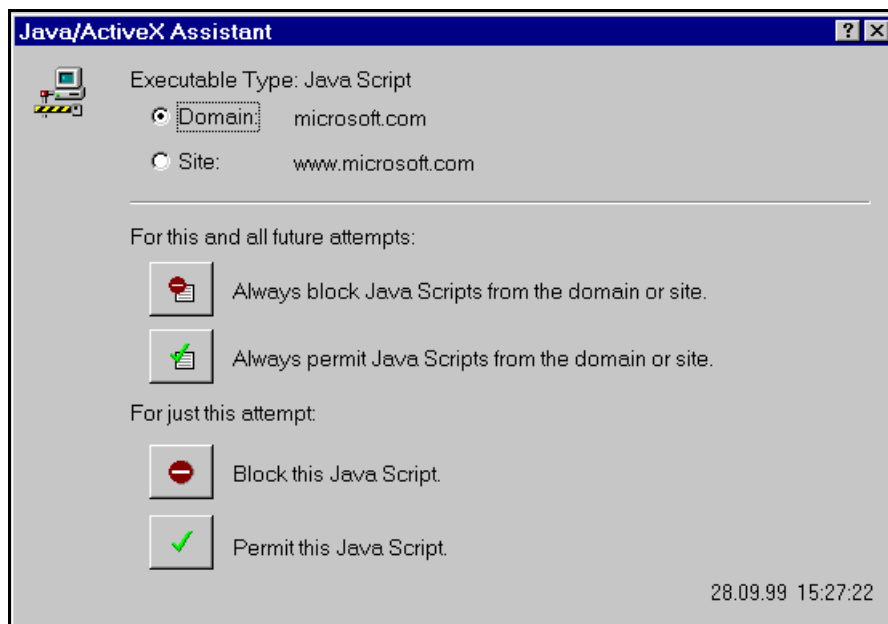 Java/ActiveX Assistant
Executable Type: Java Script
Domain: microsoft.com
Site: www.microsoft.com
For this and all future attempts:
Always block Java Scripts from the domain or site.
Always permit Java Scripts from the domain or site.
For just this attempt:
Block this Java Script.
Permit this Java Script.
28.09.99 15:27:22